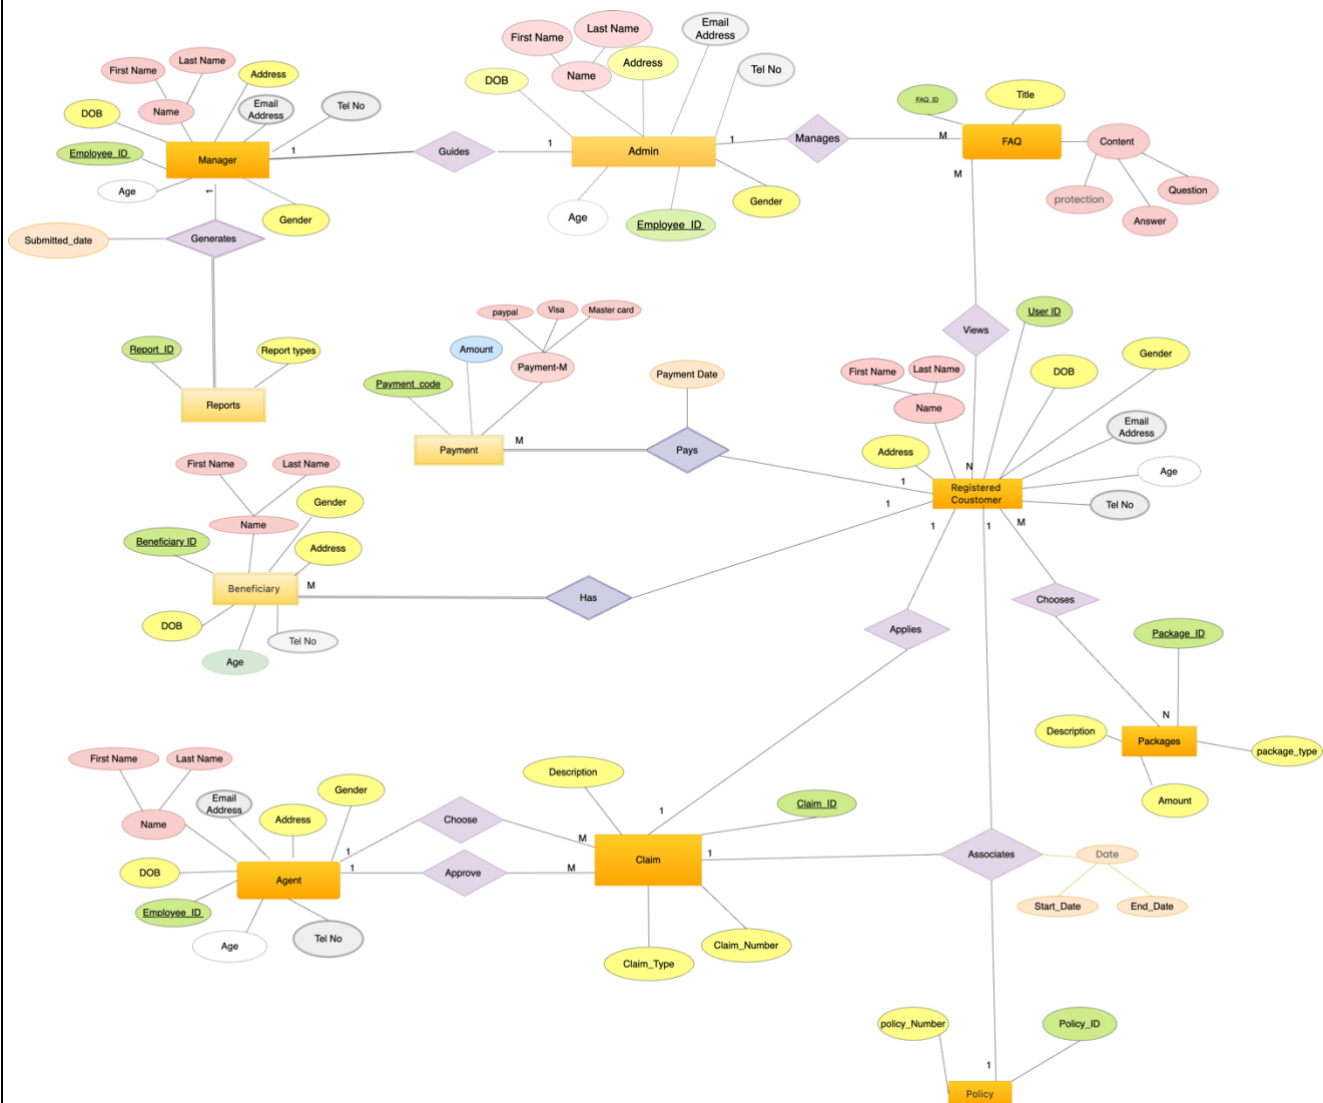 First Name
Last Name
Email
Address
First Name
Last Name
Address
Name
Address
Tel No
DOB
Name
DOB
Email
Address
Tel No
Employee_ID
Manager
1
Guides
1
Admin
1
Manages
M
FAQ
FAQ_ID
Title
Content
protection
Answer
Question
Age
Gender
Age
Employee_ID
Gender
1
M
Submitted_date
Generates
Report_ID
Report types
Reports
paypal
Visa
Master card
Amount
Payment-M
Payment_code
Payment
M
Payment Date
Pays
1
Views
User ID
First Name
Last Name
Name
DOB
Gender
Address
Email
Address
Age
Tel No
N
Registered
Coustomer
1
1
1
M
First Name
Last Name
Gender
Name
Beneficiary ID
Address
Beneficiary
M
Has
DOB
Tel No
Age
Applies
Chooses
Package_ID
N
Description
Packages
package_type
Amount
First Name
Last Name
Email
Address
Gender
Address
Name
Choose
Description
Claim_ID
1
M
1
DOB
Agent
1
Approve
M
Claim
1
Associates
Date
Start_Date
End_Date
Employee_ID
Age
Tel No
Claim_Type
Claim_Number
policy_Number
Policy_ID
1
Policy